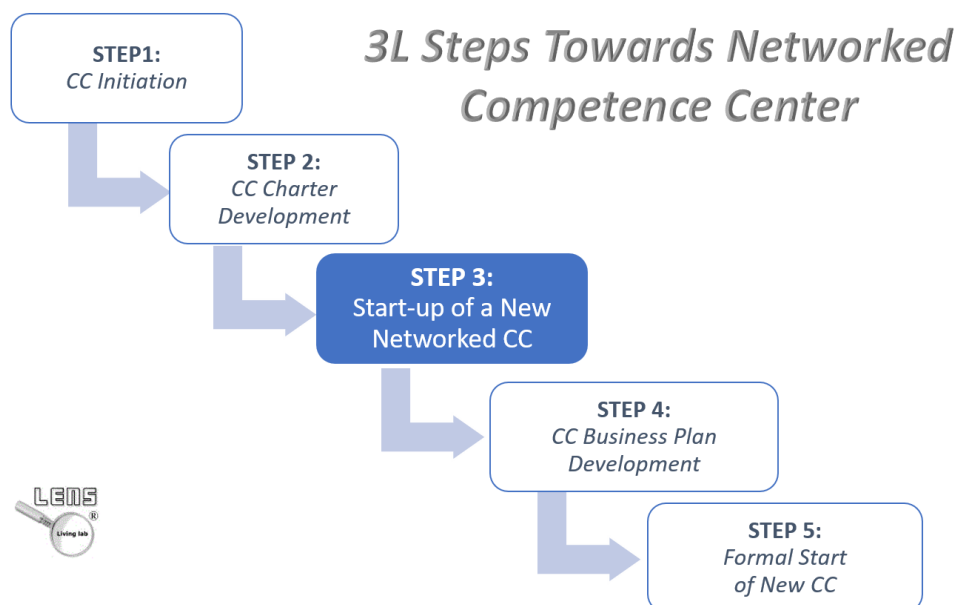 3L Steps Towards Networked
Competence Center
STEP1:
CC Initiation
STEP 2:
CC Charter
Development
STEP 3:
Start-up of a New
Networked CC
STEP 4:
CC Business Plan
Development
STEP 5:
Formal Start
of New CC
LENS
®
Living lab